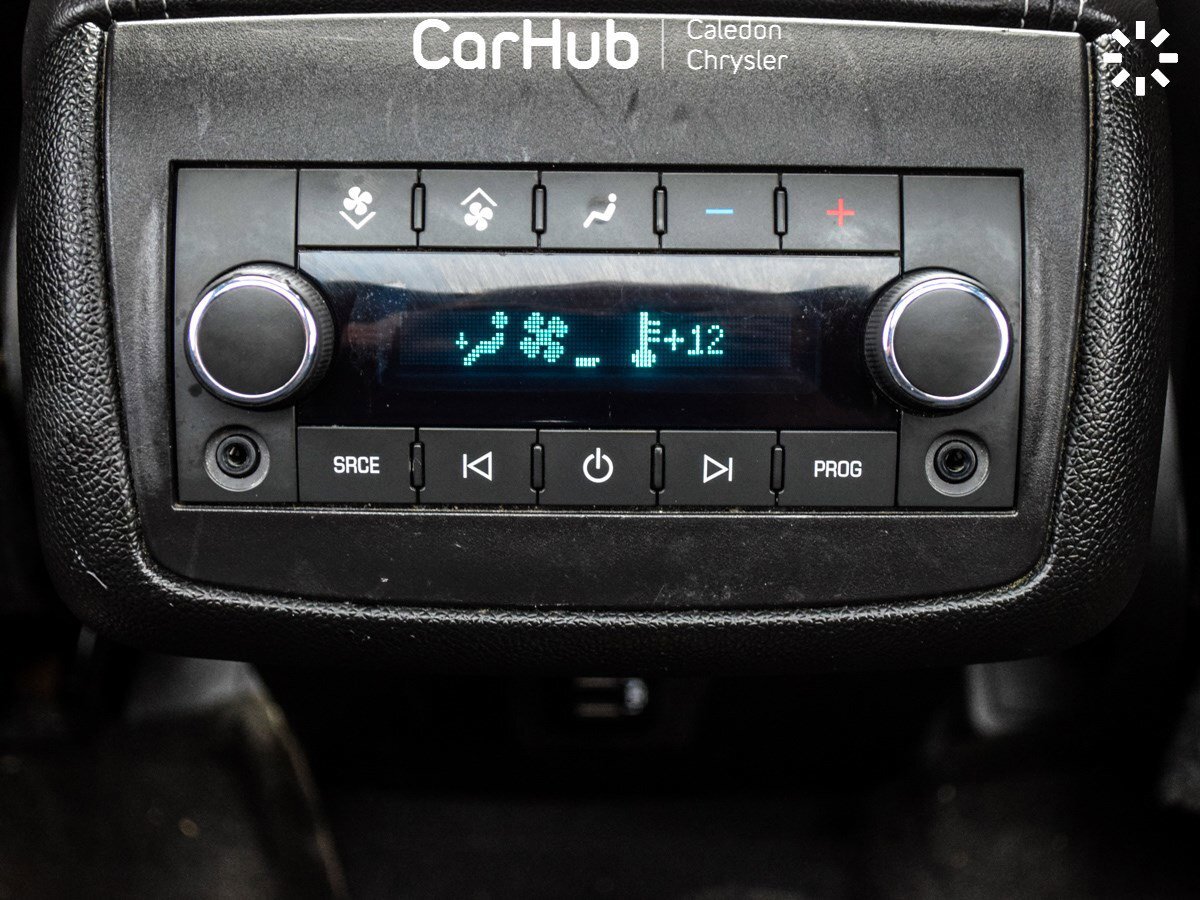 CarHub
Caledon
Chrysler
+12
SRCE
PROG